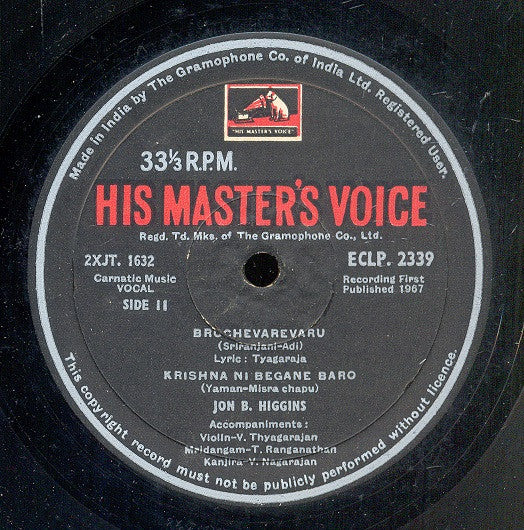 Made in India by The Gramophone Co. of India Ltd. Registered User.
"HIS MASTER'S VOICE"
33⅓ R.P.M.
HIS MASTER'S VOICE
Regd. Td. Mks. of The Gramophone Co., Ltd.
2XJT. 1632
ECLP. 2339
Carnatic Music
VOCAL
Recording First
Published 1967
SIDE II
BROCHEVAREVARU
(Sriranjani-Adi)
Lyric : Tyagaraja
KRISHNA NI BEGANE BARO
(Yaman-Misra chapu)
JON B. HIGGINS
Accompaniments :
Violin-V. Thyagarajan
Mridangam-T. Ranganathan
Kanjira-V. Nagarajan
This copyright record must not be publicly performed without licence.